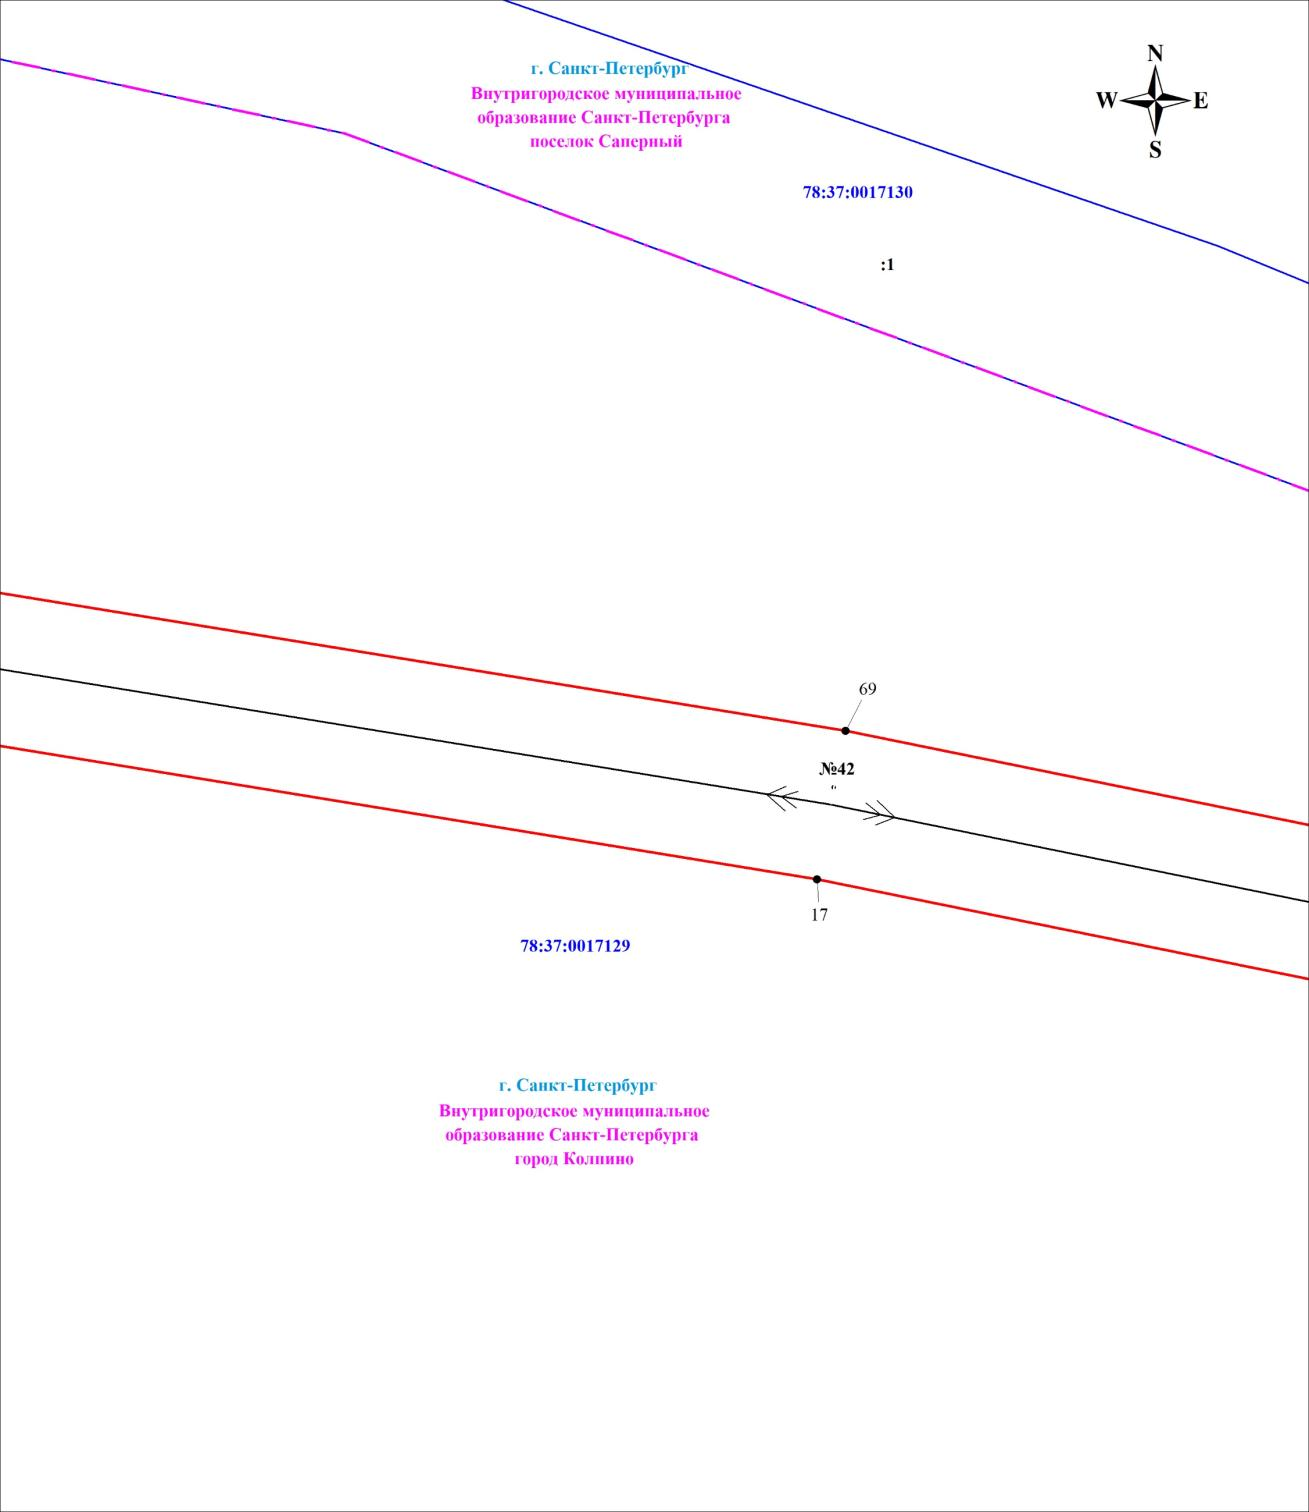 N
г. Санкт-Петербург
Внутригородское муниципальное
W E
образование Санкт-Петербурга
поселок Саперный
S
78:37:0017130
:1
69
№42
17
78:37:0017129
г. Санкт-Петербург
Внутригородское муниципальное
образование Санкт-Петербурга
город Колпино